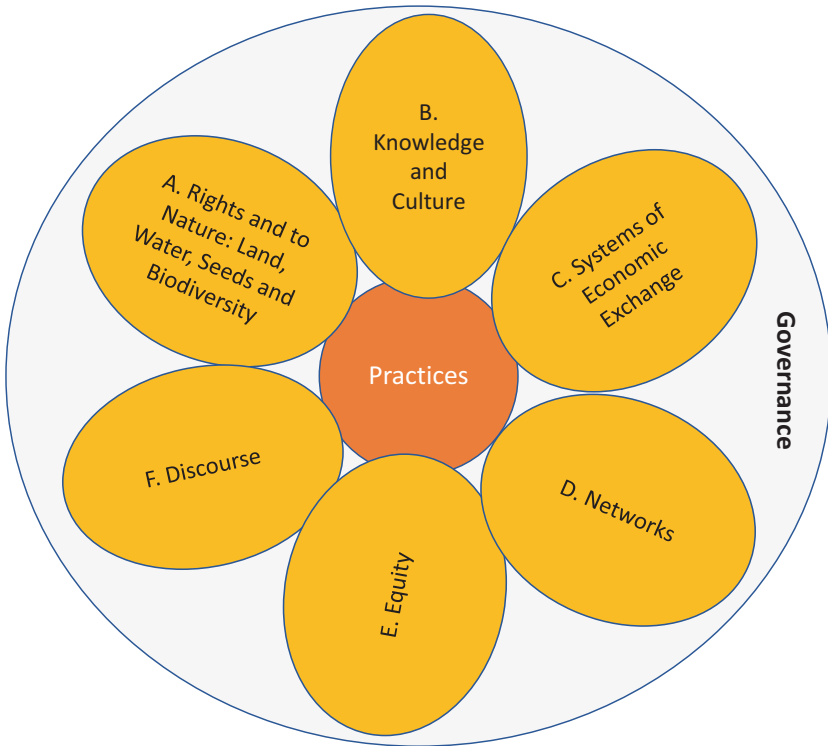 B.
Knowledge
and
Culture
A. Rights and to
Nature: Land,
Water, Seeds and
Biodiversity
C. Systems of
Economic
Exchange
Governance
Practices
F. Discourse
D. Networks
E. Equity